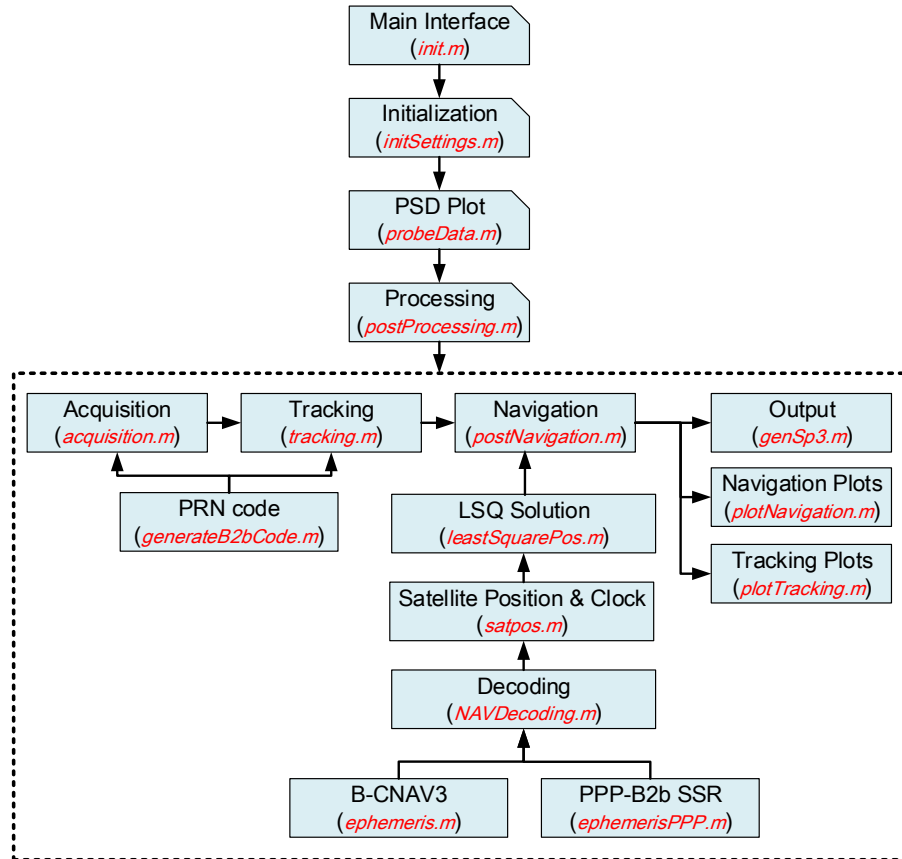 Main Interface
(init.m)
Initialization
(initSettings.m)
PSD Plot
(probeData.m)
Processing
(postProcessing.m)
Acquisition
(acquisition.m)
Tracking
(tracking.m)
Navigation
(postNavigation.m)
Output
(genSp3.m)
PRN code
(generateB2bCode.m)
LSQ Solution
(leastSquarePos.m)
Navigation Plots
(plotNavigation.m)
Tracking Plots
(plotTracking.m)
Satellite Position & Clock
(satpos.m)
Decoding
(NAVDecoding.m)
B-CNAV3
(ephemeris.m)
PPP-B2b SSR
(ephemerisPPP.m)